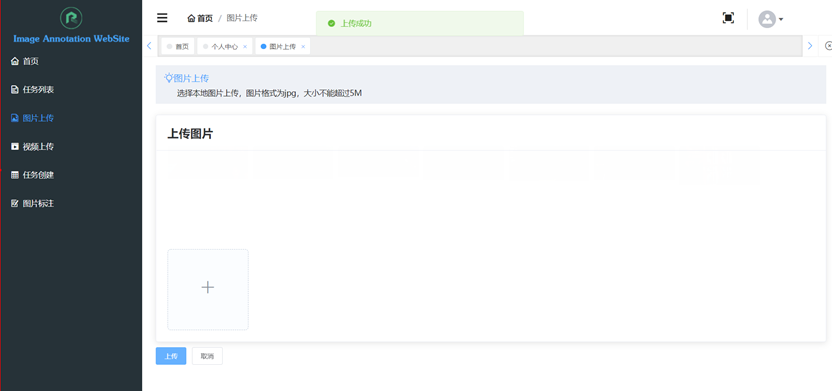 Image Annotation WebSite
首页
任务列表
图片上传
视频上传
任务创建
图片标注
首页 / 图片上传
上传成功
首页 个人中心 × 图片上传 ×
图片上传
选择本地图片上传，图片格式为jpg，大小不能超过5M
上传图片
上传 取消